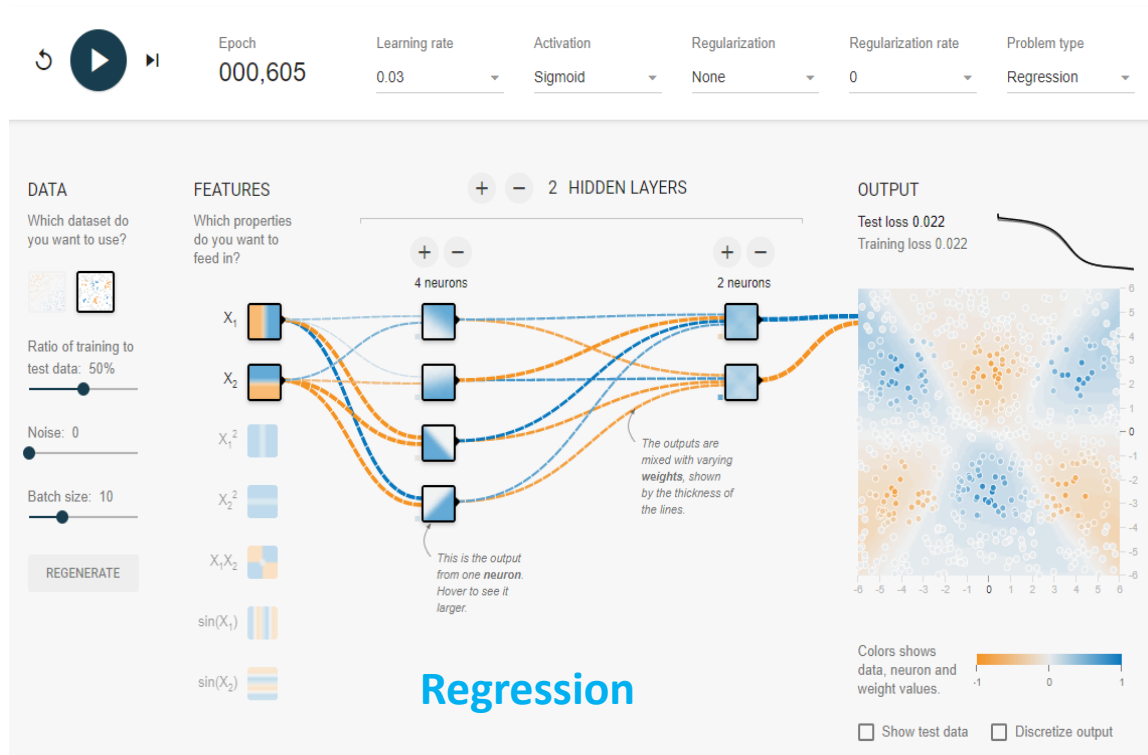 Epoch
000,605
Learning rate
0.03
Activation
Sigmoid
Regularization
None
Regularization rate
0
Problem type
Regression
DATA
Which dataset do
you want to use?
Ratio of training to
test data: 50%
Noise: 0
Batch size: 10
REGENERATE
FEATURES
Which properties
do you want to
feed in?
X₁
X₂
X₁²
X₂²
X₁X₂
sin(X₁)
sin(X₂)
+ − 2 HIDDEN LAYERS
+ −
4 neurons
+ −
2 neurons
The outputs are
mixed with varying
weights, shown
by the thickness of
the lines.
This is the output
from one neuron.
Hover to see it
larger.
Regression
OUTPUT
Test loss 0.022
Training loss 0.022
6
5
4
3
2
1
0
-1
-2
-3
-4
-5
-6
-6 -5 -4 -3 -2 -1 0 1 2 3 4 5 6
Colors shows
data, neuron and
weight values.
-1 0 1
Show test data
Discretize output